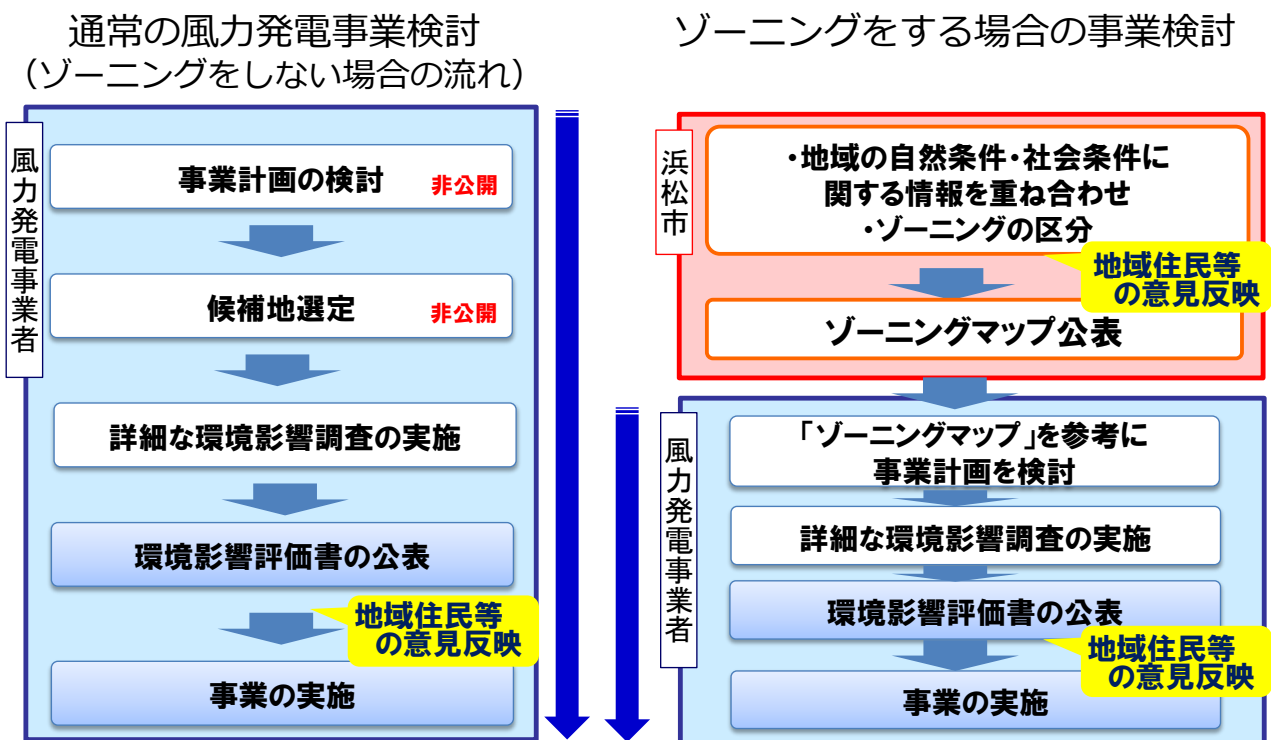 通常の風力発電事業検討
（ゾーニングをしない場合の流れ）
風力発電事業者
事業計画の検討 非公開
候補地選定 非公開
詳細な環境影響調査の実施
環境影響評価書の公表
地域住民等
の意見反映
事業の実施
ゾーニングをする場合の事業検討
浜松市
・地域の自然条件・社会条件に
関する情報を重ね合わせ
・ゾーニングの区分
地域住民等
の意見反映
ゾーニングマップ公表
風力発電事業者
「ゾーニングマップ」を参考に
事業計画を検討
詳細な環境影響調査の実施
環境影響評価書の公表
地域住民等
の意見反映
事業の実施